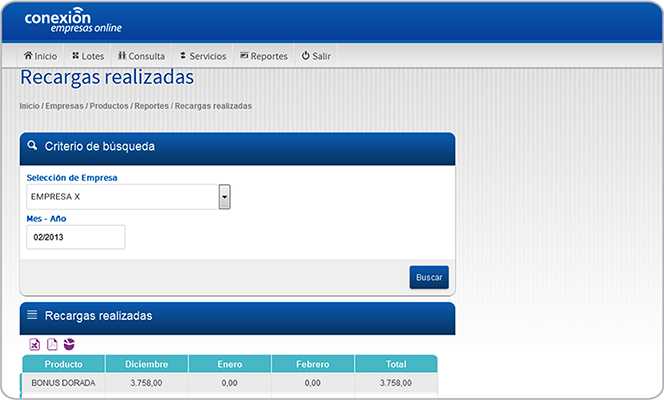 conexión
empresas online
Inicio Lotes Consulta Servicios Reportes Salir
Recargas realizadas
Inicio / Empresas / Productos / Reportes / Recargas realizadas
Criterio de búsqueda
Selección de Empresa
EMPRESA X
Mes - Año
02/2013
Buscar
Recargas realizadas
Producto Diciembre Enero Febrero Total
BONUS DORADA 3.758,00 0,00 0,00 3.758,00